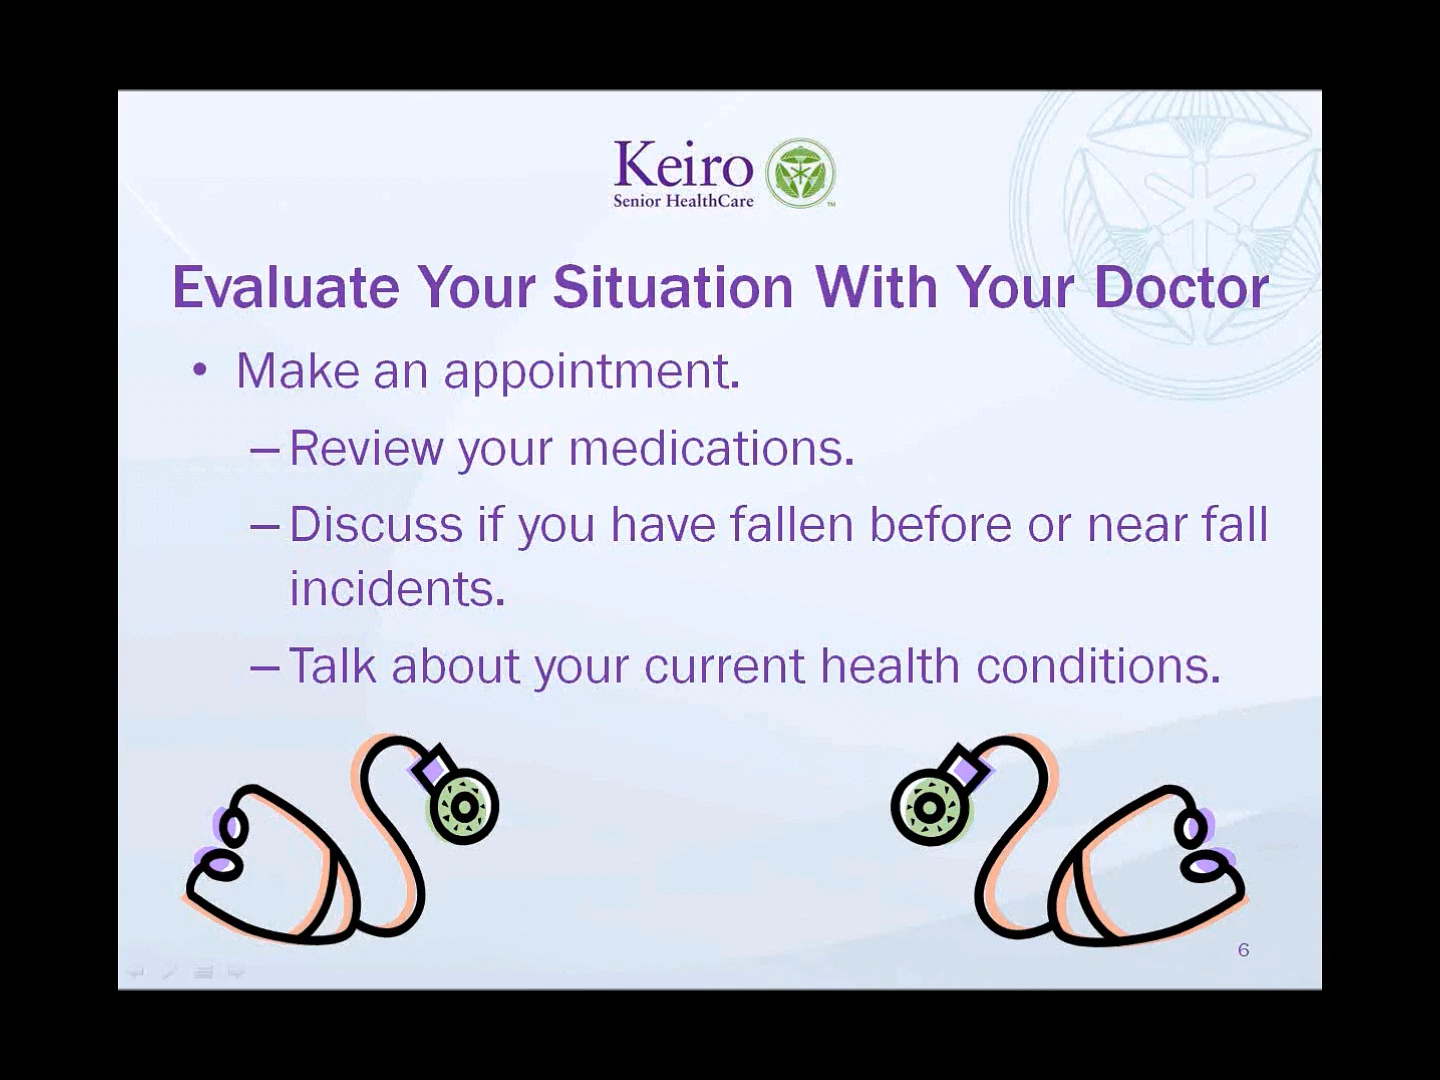 Keiro
Senior HealthCare
TM
Evaluate Your Situation With Your Doctor
• Make an appointment.
– Review your medications.
– Discuss if you have fallen before or near fall
incidents.
– Talk about your current health conditions.
6